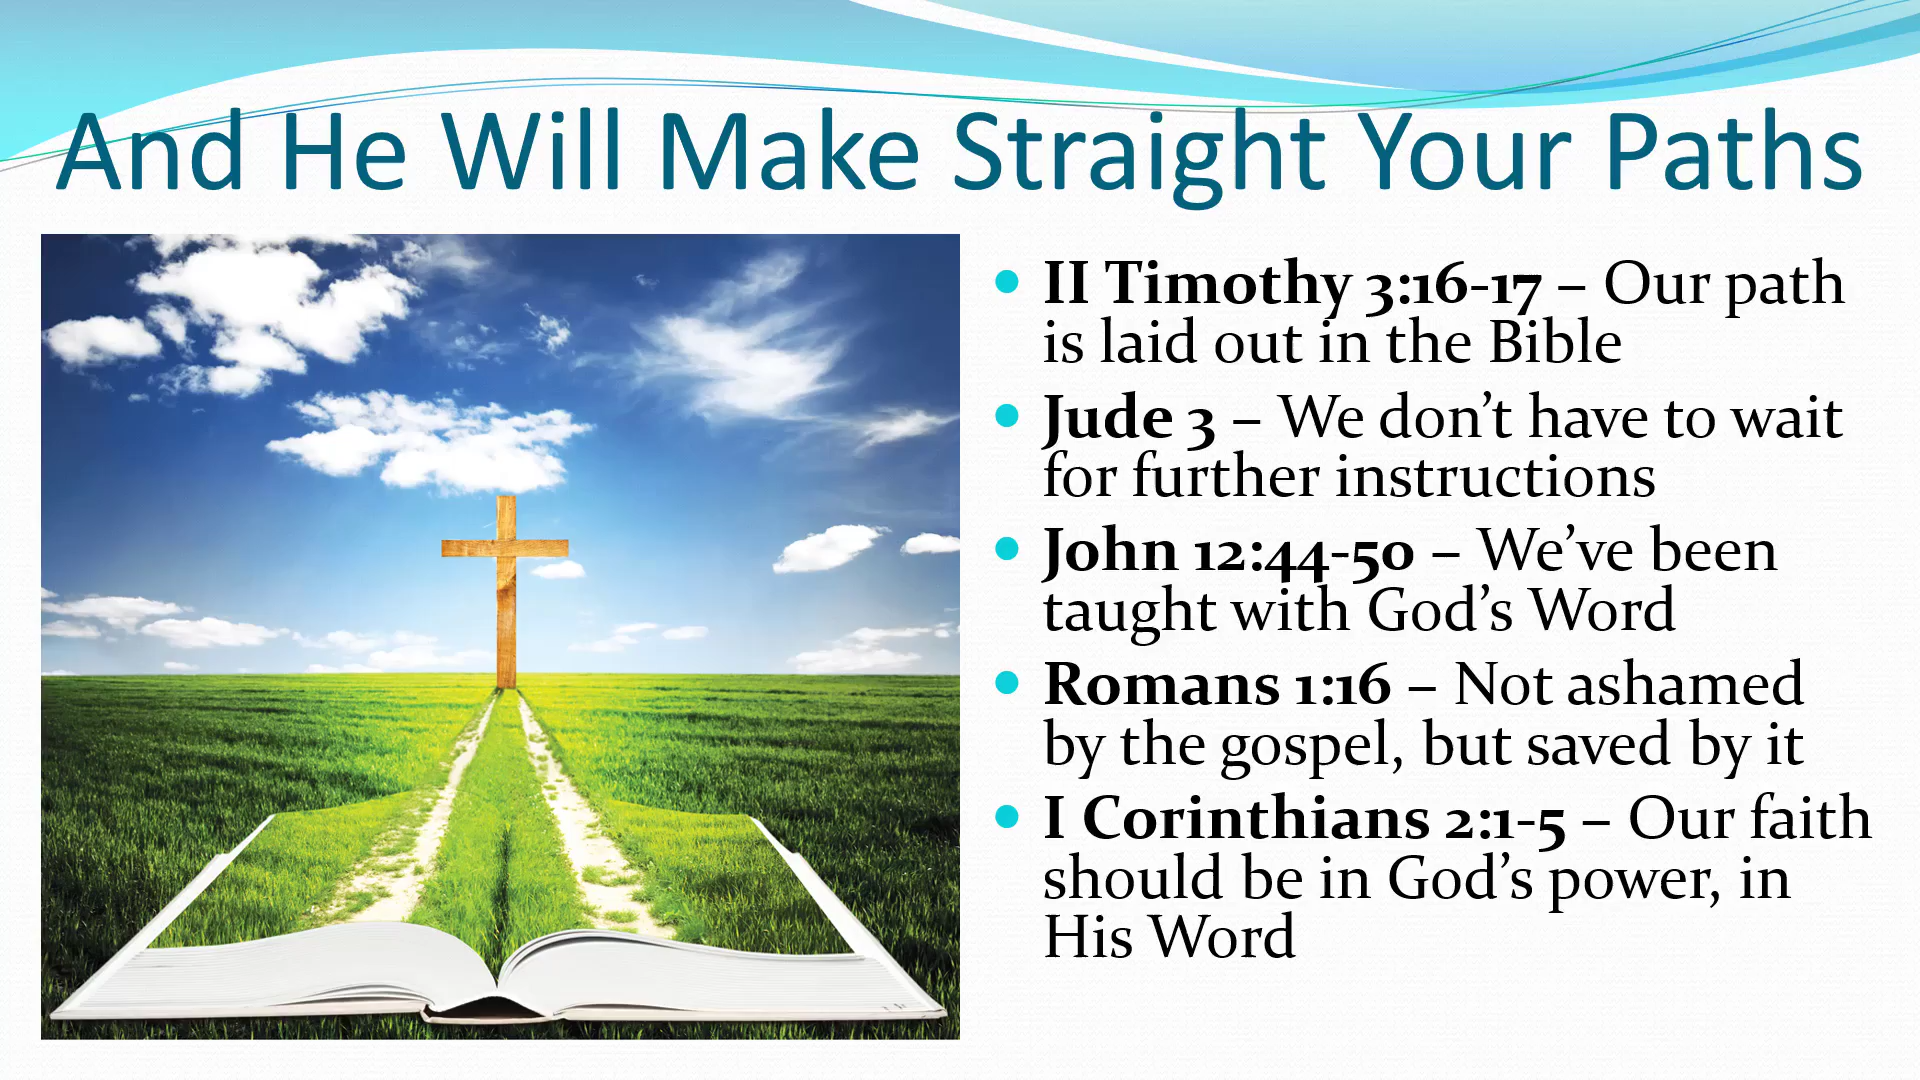 And He Will Make Straight Your Paths
• II Timothy 3:16-17 – Our path
is laid out in the Bible
• Jude 3 – We don’t have to wait
for further instructions
• John 12:44-50 – We’ve been
taught with God’s Word
• Romans 1:16 – Not ashamed
by the gospel, but saved by it
• I Corinthians 2:1-5 – Our faith
should be in God’s power, in
His Word